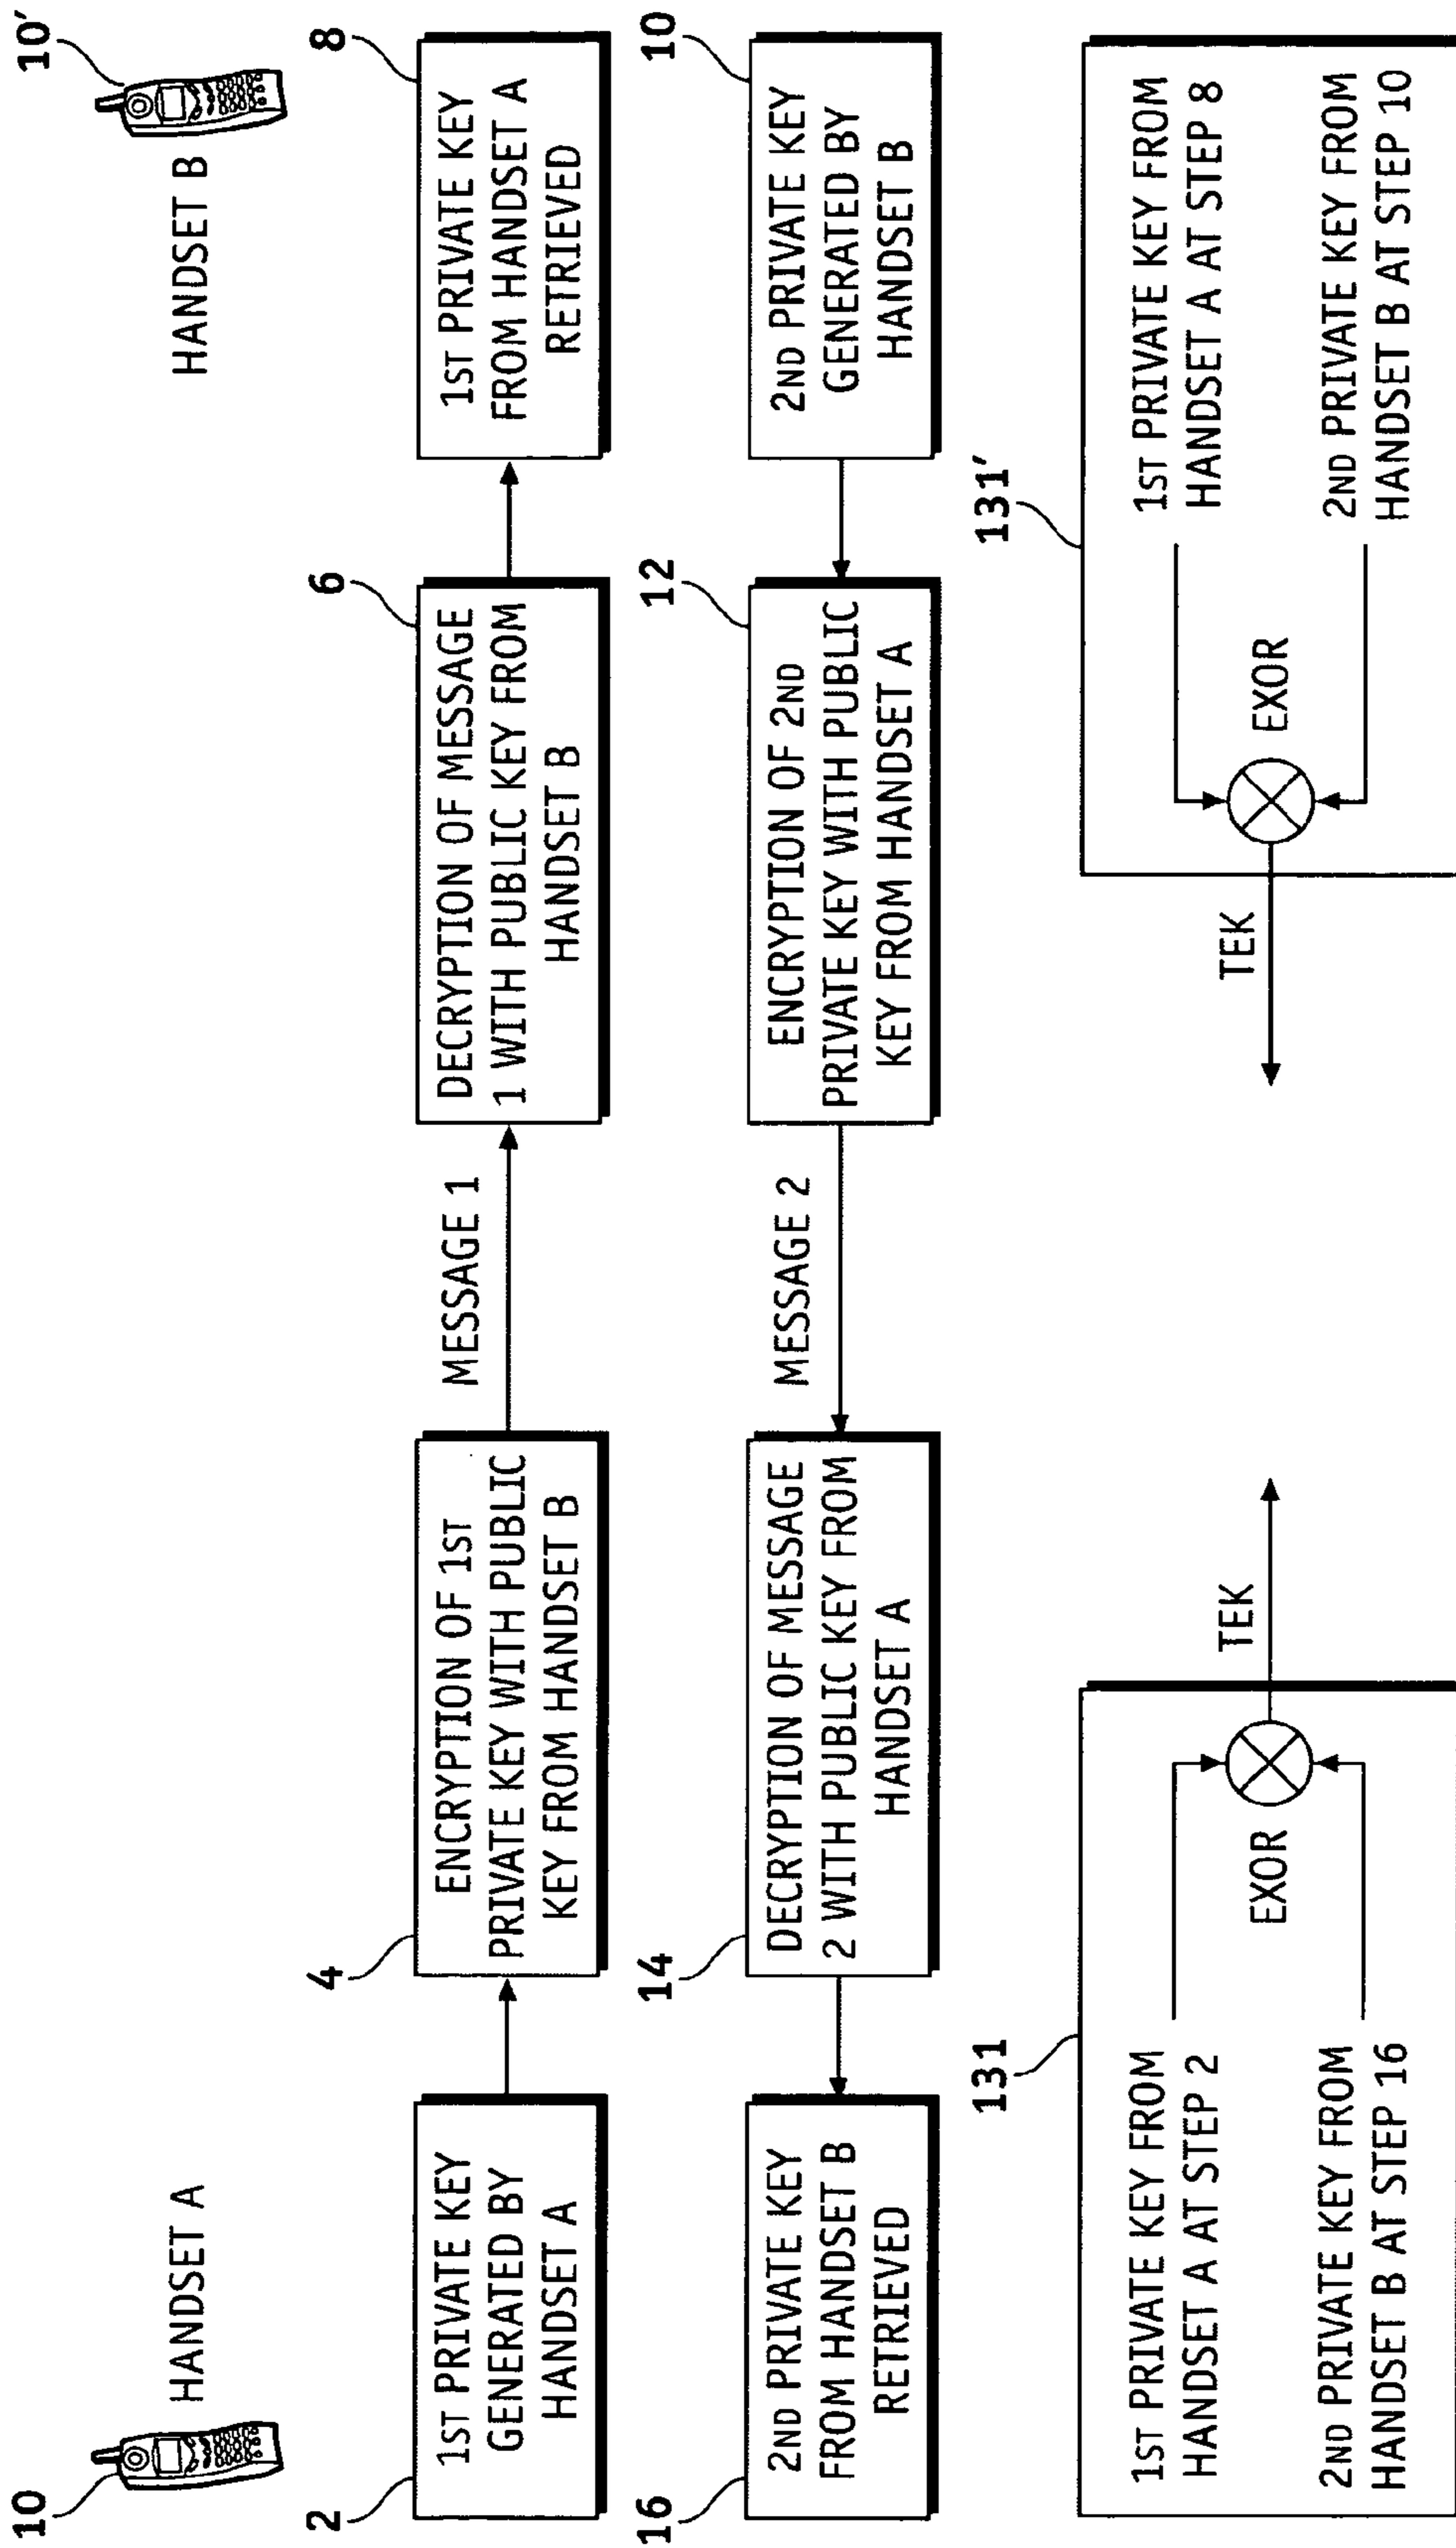 10
HANDSET A
HANDSET B
10'
2
1ST PRIVATE KEY
GENERATED BY
HANDSET A
4
ENCRYPTION OF 1ST
PRIVATE KEY WITH PUBLIC
KEY FROM HANDSET B
MESSAGE 1
6
DECRYPTION OF MESSAGE
1 WITH PUBLIC KEY FROM
HANDSET B
8
1ST PRIVATE KEY
FROM HANDSET A
RETRIEVED
16
2ND PRIVATE KEY
FROM HANDSET B
RETRIEVED
14
DECRYPTION OF MESSAGE
2 WITH PUBLIC KEY FROM
HANDSET A
MESSAGE 2
12
ENCRYPTION OF 2ND
PRIVATE KEY WITH PUBLIC
KEY FROM HANDSET A
10
2ND PRIVATE KEY
GENERATED BY
HANDSET B
131
1ST PRIVATE KEY FROM
HANDSET A AT STEP 2
EXOR
2ND PRIVATE KEY FROM
HANDSET B AT STEP 16
TEK
TEK
131'
EXOR
1ST PRIVATE KEY FROM
HANDSET A AT STEP 8
2ND PRIVATE KEY FROM
HANDSET B AT STEP 10